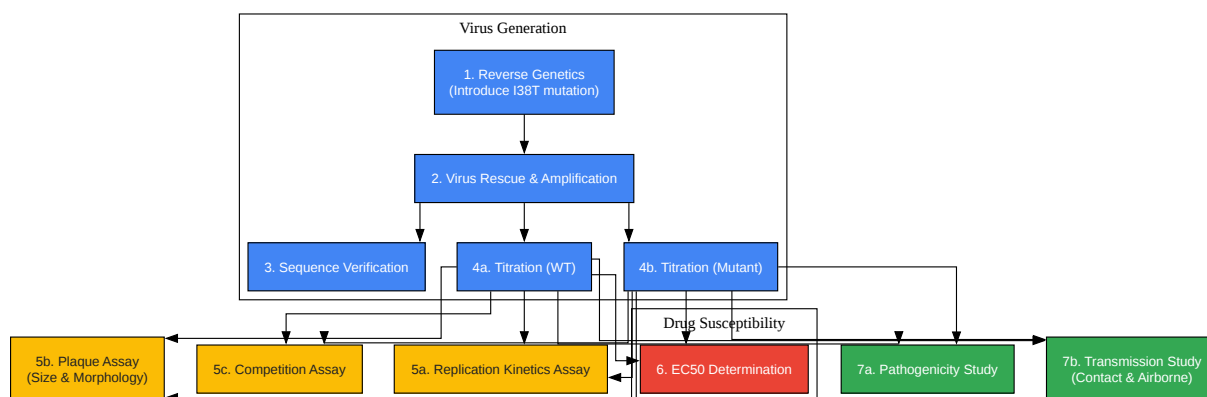 Virus Generation
1. Reverse Genetics
(Introduce I38T mutation)
2. Virus Rescue & Amplification
3. Sequence Verification
4a. Titration (WT)
4b. Titration (Mutant)
Drug Susceptibility
5b. Plaque Assay
(Size & Morphology)
5c. Competition Assay
5a. Replication Kinetics Assay
6. EC50 Determination
7a. Pathogenicity Study
7b. Transmission Study
(Contact & Airborne)